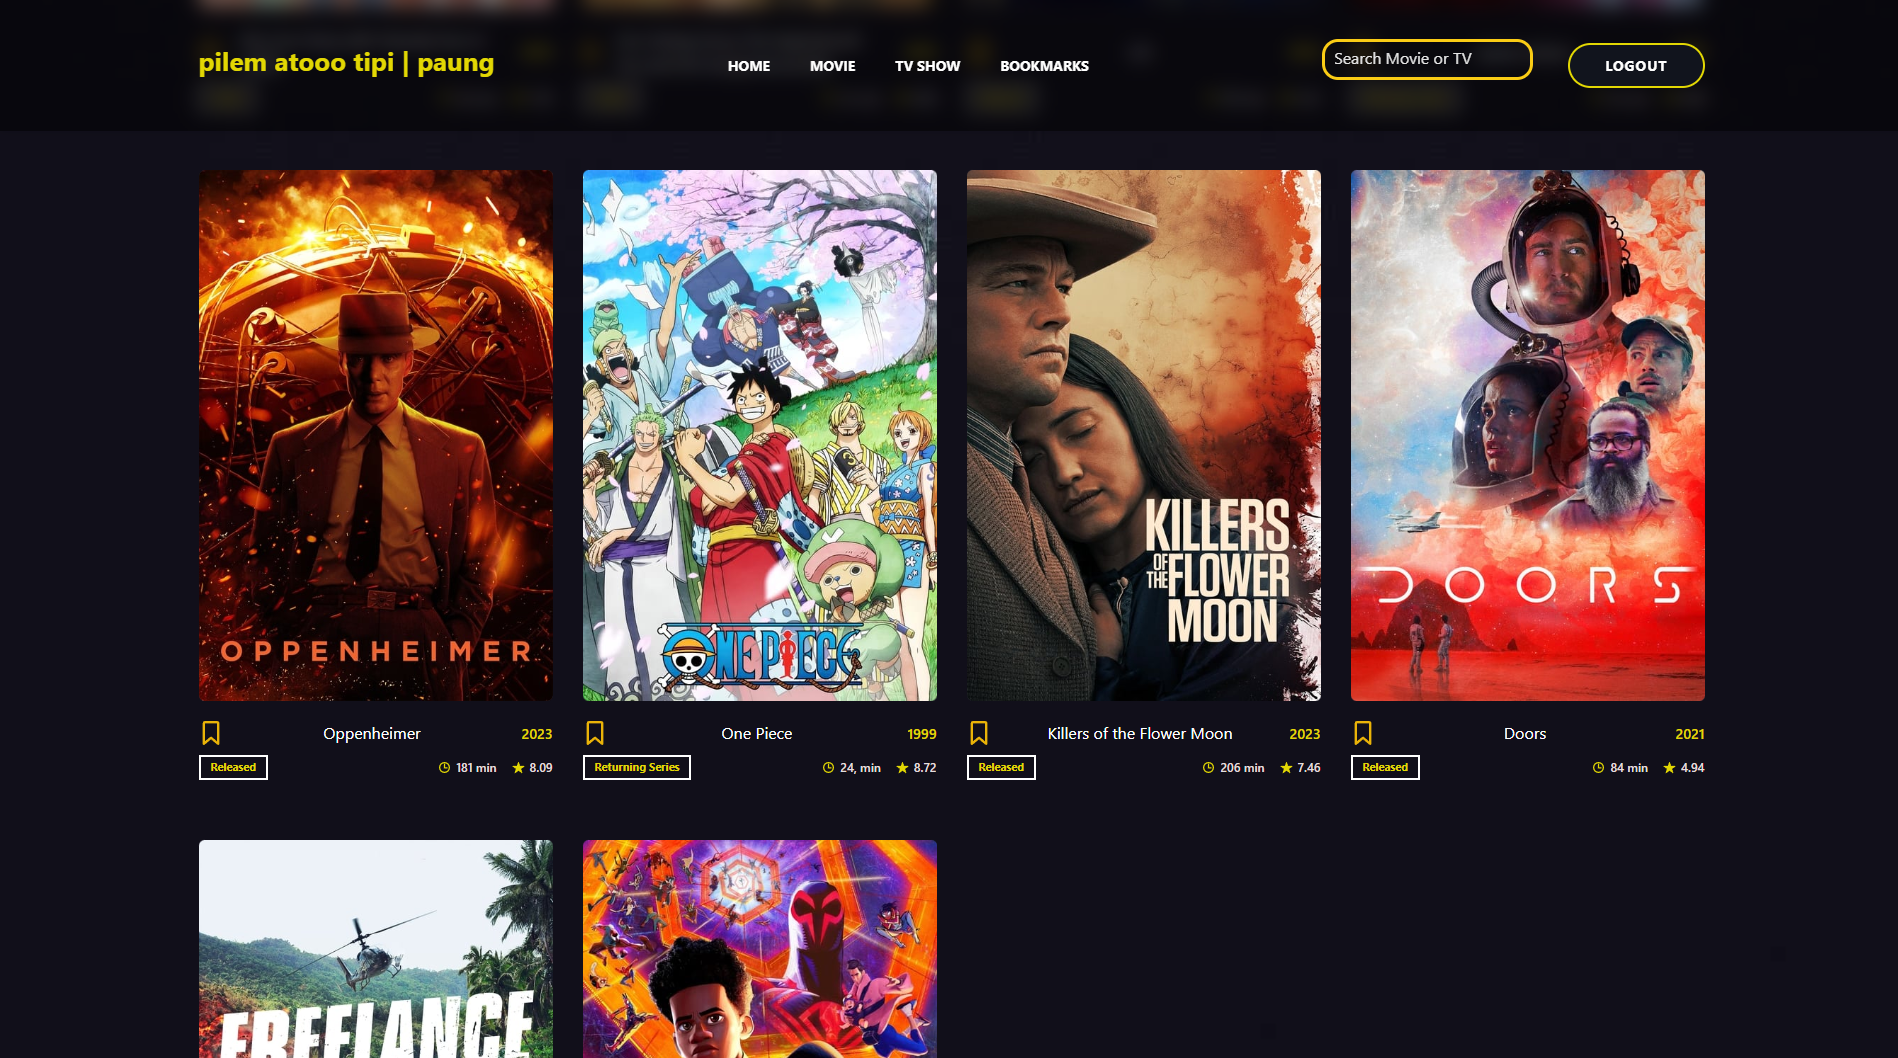 pilem atooo tipi | paung
HOME
MOVIE
TV SHOW
BOOKMARKS
Search Movie or TV
LOGOUT
OPPENHEIMER
ONE PIECE
KILLERS
OF THE FLOWER
MOON
DOORS
Oppenheimer
2023
Released
181 min
8.09
One Piece
1999
Returning Series
24, min
8.72
Killers of the Flower Moon
2023
Released
206 min
7.46
Doors
2021
Released
84 min
4.94
FREELANCE